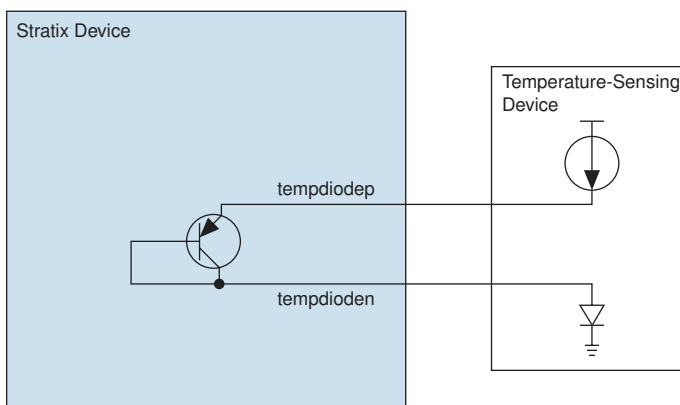 Stratix Device
Temperature-Sensing
Device
tempdiodep
tempdioden